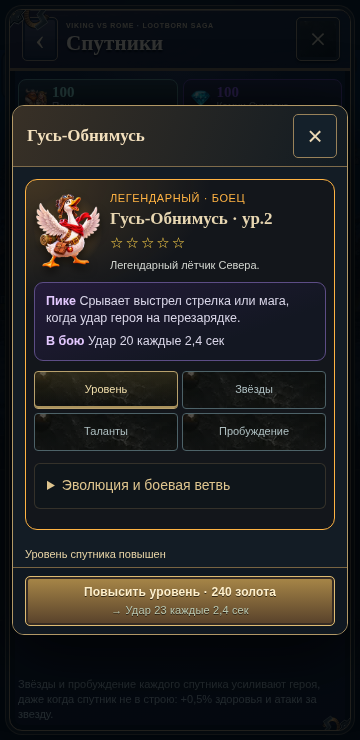 VIKING VS ROME · LOOTBORN SAGA
Спутники
100
100
Гусь-Обнимусь
ЛЕГЕНДАРНЫЙ · БОЕЦ
Гусь-Обнимусь · ур.2
☆☆☆☆☆
Легендарный лётчик Севера.
Пике Срывает выстрел стрелка или мага,
когда удар героя на перезарядке.
В бою Удар 20 каждые 2,4 сек
Уровень
Звёзды
Таланты
Пробуждение
▶ Эволюция и боевая ветвь
Уровень спутника повышен
Повысить уровень · 240 золота
→ Удар 23 каждые 2,4 сек
Звёзды и пробуждение каждого спутника усиливают героя,
даже когда спутник не в строю: +0,5% здоровья и атаки за
звезду.